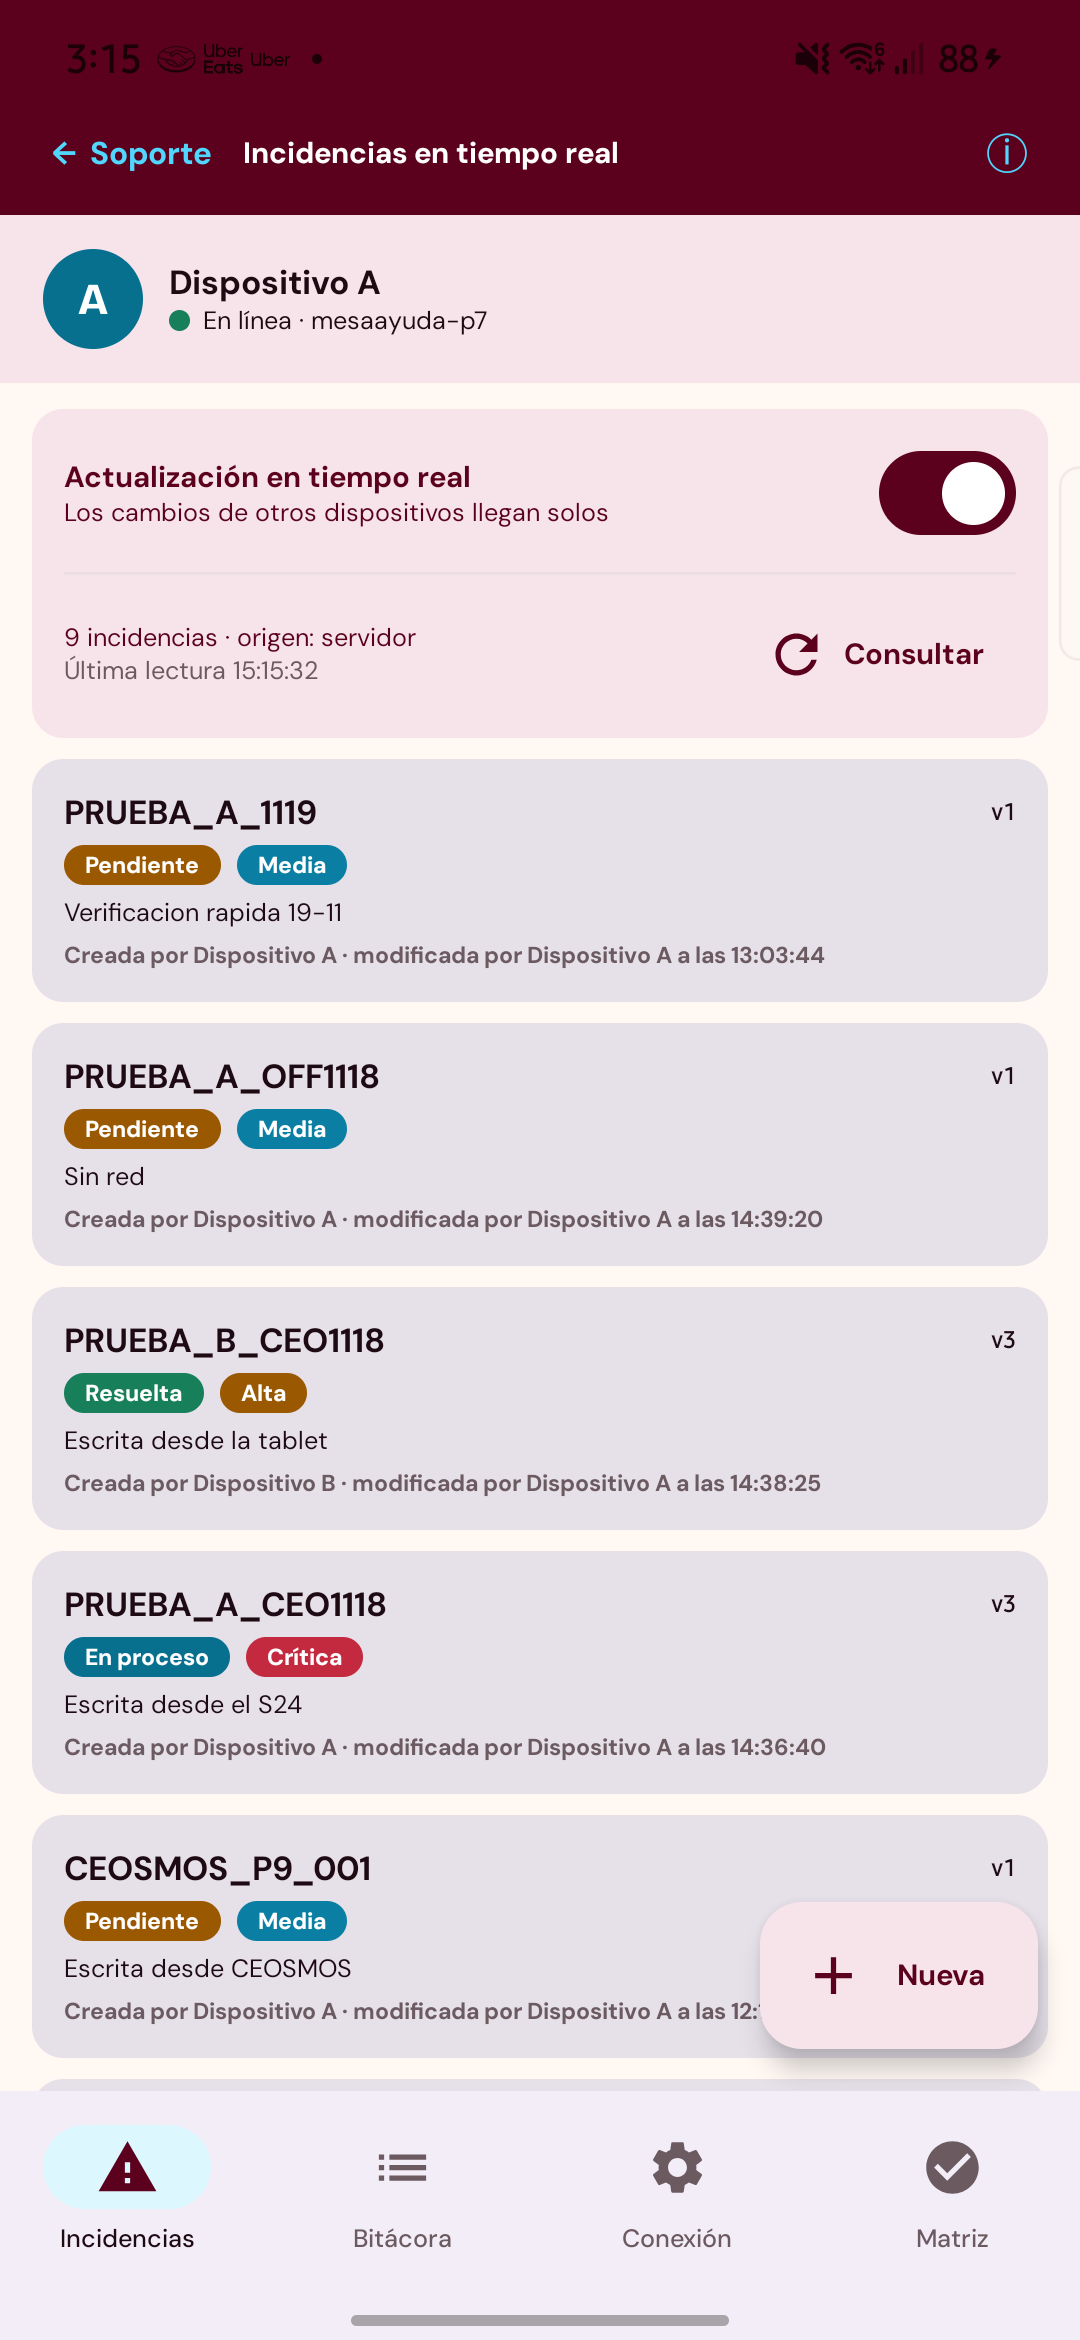 3:15 Uber Eats Uber 88
← Soporte Incidencias en tiempo real
A
Dispositivo A
En línea · mesaayuda-p7
Actualización en tiempo real
Los cambios de otros dispositivos llegan solos
9 incidencias · origen: servidor
Última lectura 15:15:32
Consultar
PRUEBA_A_1119 v1
Pendiente Media
Verificacion rapida 19-11
Creada por Dispositivo A · modificada por Dispositivo A a las 13:03:44
PRUEBA_A_OFF1118 v1
Pendiente Media
Sin red
Creada por Dispositivo A · modificada por Dispositivo A a las 14:39:20
PRUEBA_B_CEO1118 v3
Resuelta Alta
Escrita desde la tablet
Creada por Dispositivo B · modificada por Dispositivo A a las 14:38:25
PRUEBA_A_CEO1118 v3
En proceso Crítica
Escrita desde el S24
Creada por Dispositivo A · modificada por Dispositivo A a las 14:36:40
CEOSMOS_P9_001 v1
Pendiente Media
Escrita desde CEOSMOS
Creada por Dispositivo A · modificada por Dispositivo A a las 12:
+ Nueva
Incidencias Bitácora Conexión Matriz